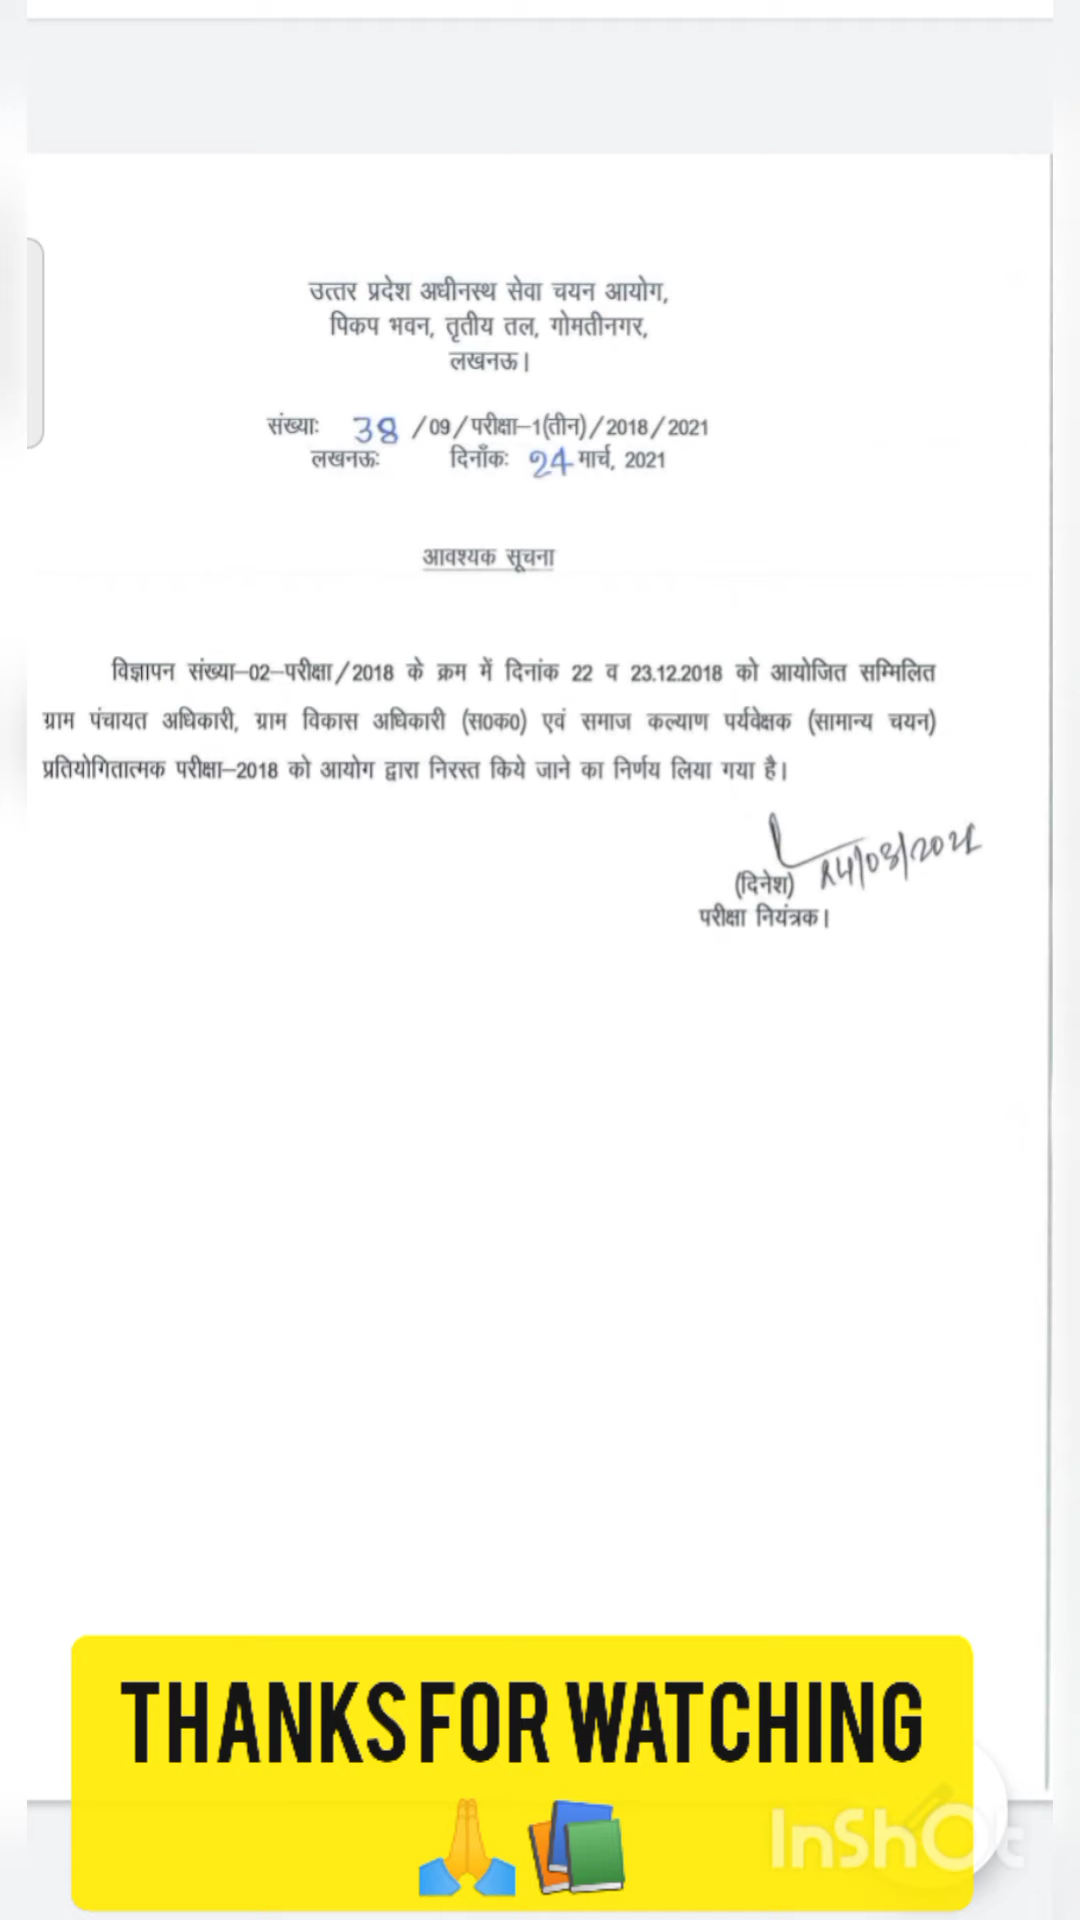 उत्तर प्रदेश अधीनस्थ सेवा चयन आयोग,
पिकप भवन, तृतीय तल, गोमतीनगर,
लखनऊ।
संख्याः 38 /09/परीक्षा–1(तीन)/2018/2021
लखनऊः दिनाँकः 24 मार्च, 2021
आवश्यक सूचना
विज्ञापन संख्या–02–परीक्षा/2018 के क्रम में दिनांक 22 व 23.12.2018 को आयोजित सम्मिलित
ग्राम पंचायत अधिकारी, ग्राम विकास अधिकारी (स0क0) एवं समाज कल्याण पर्यवेक्षक (सामान्य चयन)
प्रतियोगितात्मक परीक्षा–2018 को आयोग द्वारा निरस्त किये जाने का निर्णय लिया गया है।
24/03/2021
(दिनेश)
परीक्षा नियंत्रक।
THANKS FOR WATCHING
🙏📚
InShOt